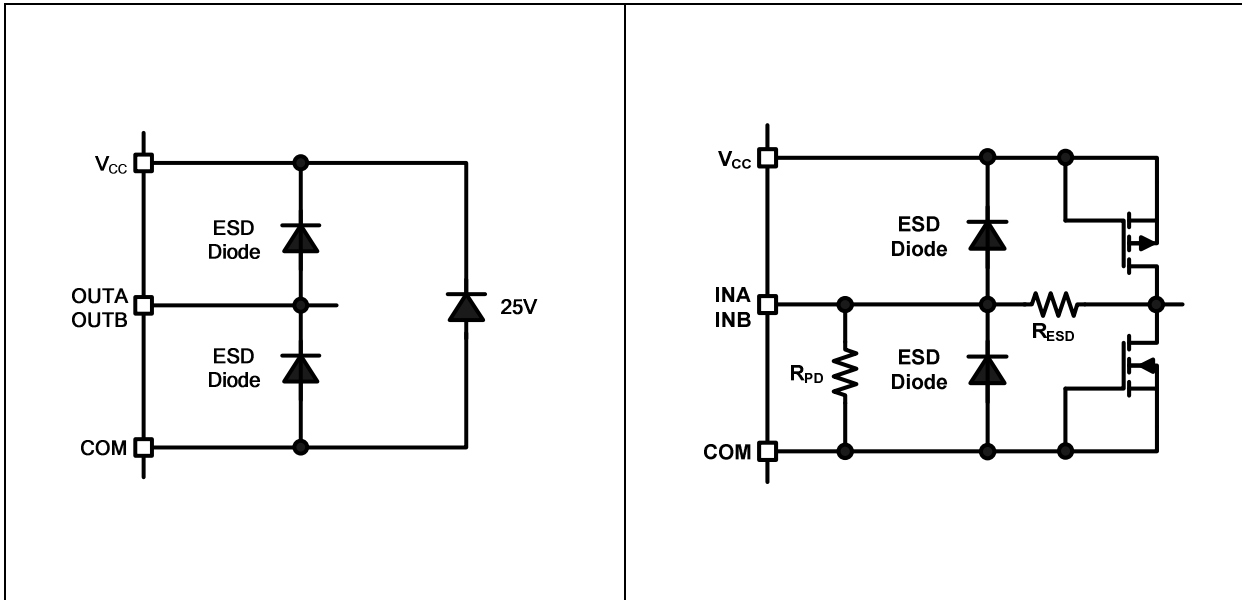 VCC
ESD
Diode
OUTA
OUTB
25V
ESD
Diode
COM
VCC
ESD
Diode
INA
INB
RESD
RPD
ESD
Diode
COM